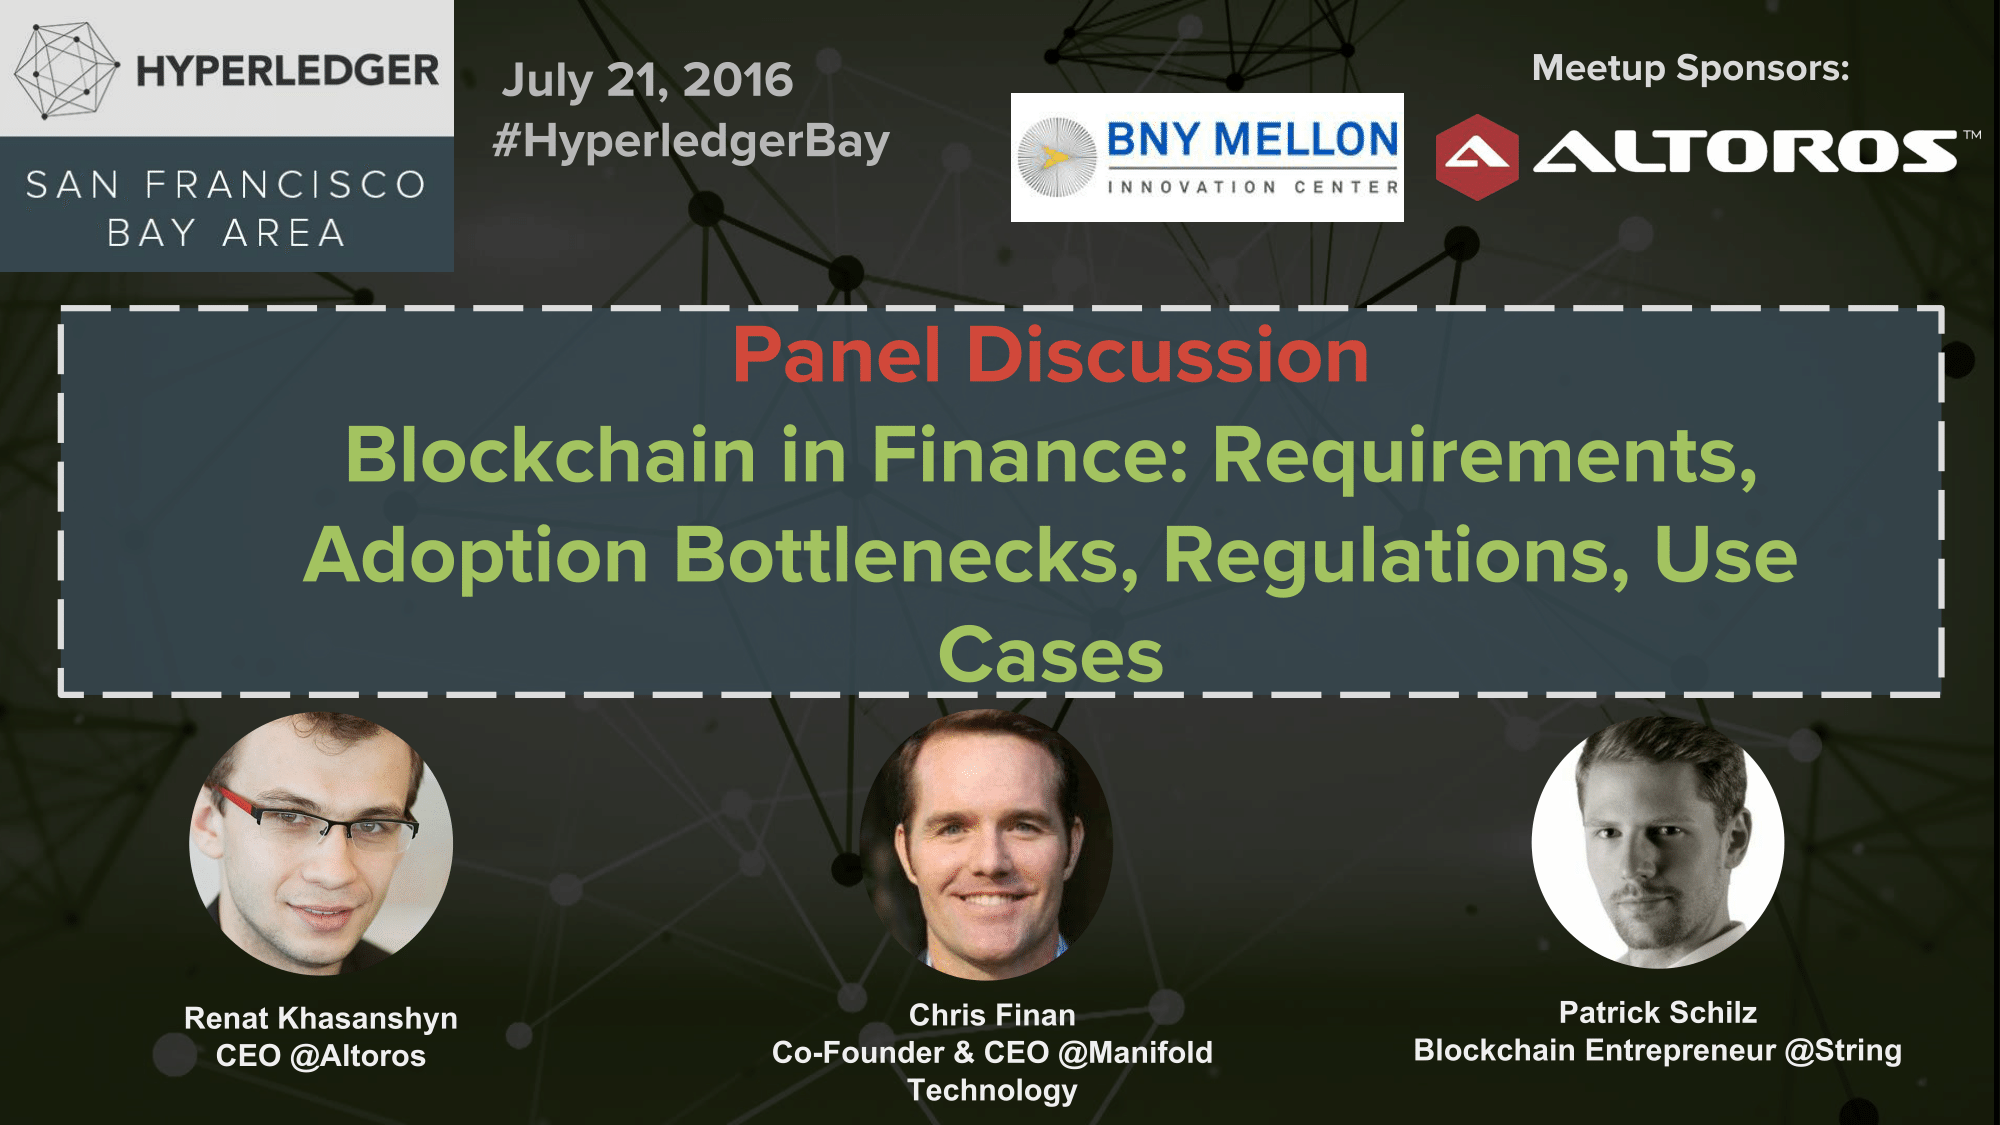 HYPERLEDGER
SAN FRANCISCO
BAY AREA
July 21, 2016
#HyperledgerBay
BNY MELLON
INNOVATION CENTER
Meetup Sponsors:
ALTOROS™
Panel Discussion
Blockchain in Finance: Requirements,
Adoption Bottlenecks, Regulations, Use
Cases
Renat Khasanshyn
CEO @Altoros
Chris Finan
Co-Founder & CEO @Manifold
Technology
Patrick Schilz
Blockchain Entrepreneur @String